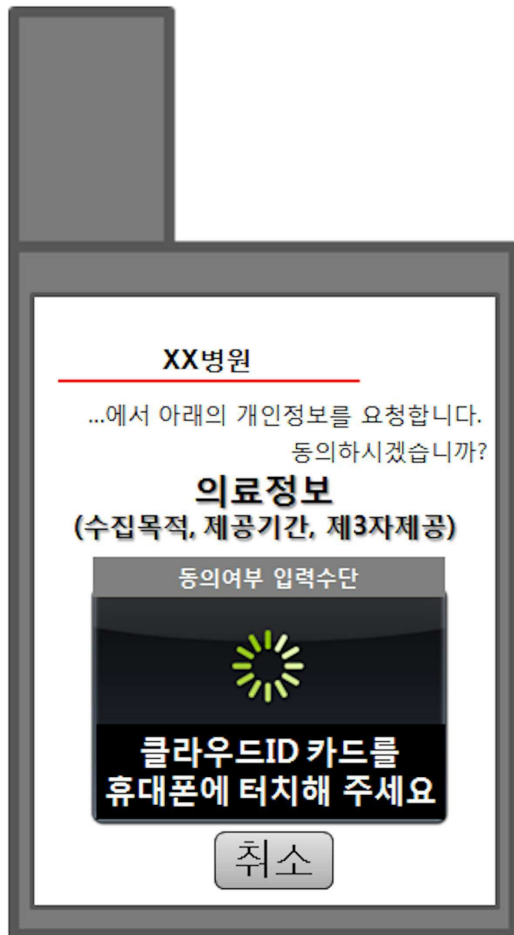 XX병원
...에서 아래의 개인정보를 요청합니다.
동의하시겠습니까?
의료정보
(수집목적, 제공기간, 제3자제공)
동의여부 입력수단
클라우드ID 카드를
휴대폰에 터치해 주세요
취소